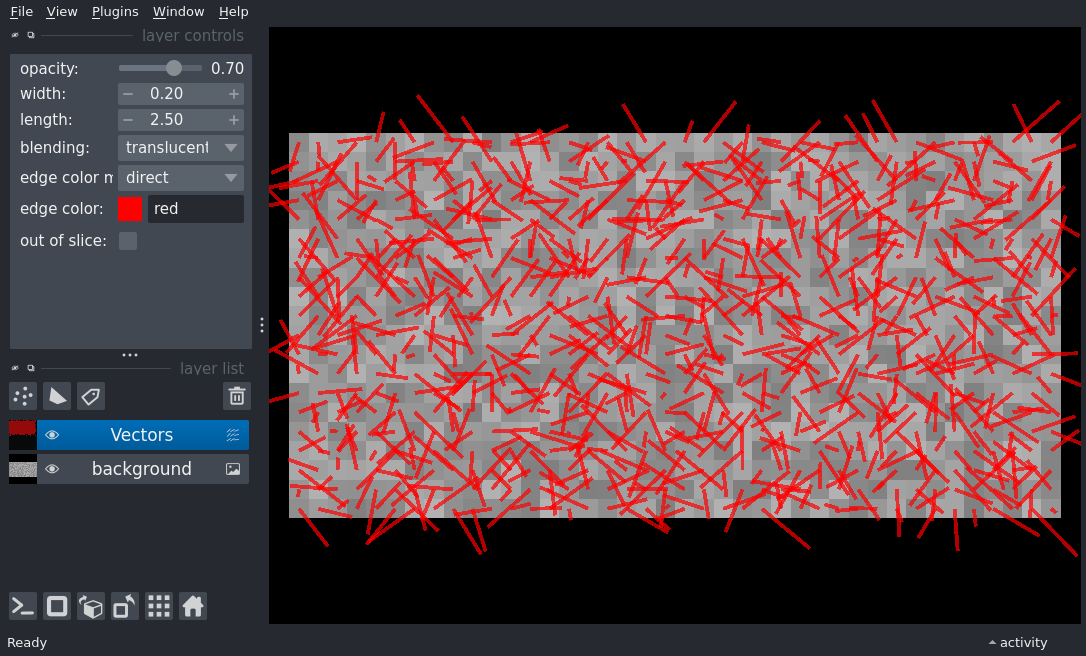 File View Plugins Window Help
layer controls
opacity: 0.70
width: 0.20
length: 2.50
blending: translucent
edge color m direct
edge color: red
out of slice:
layer list
Vectors
background
Ready
activity